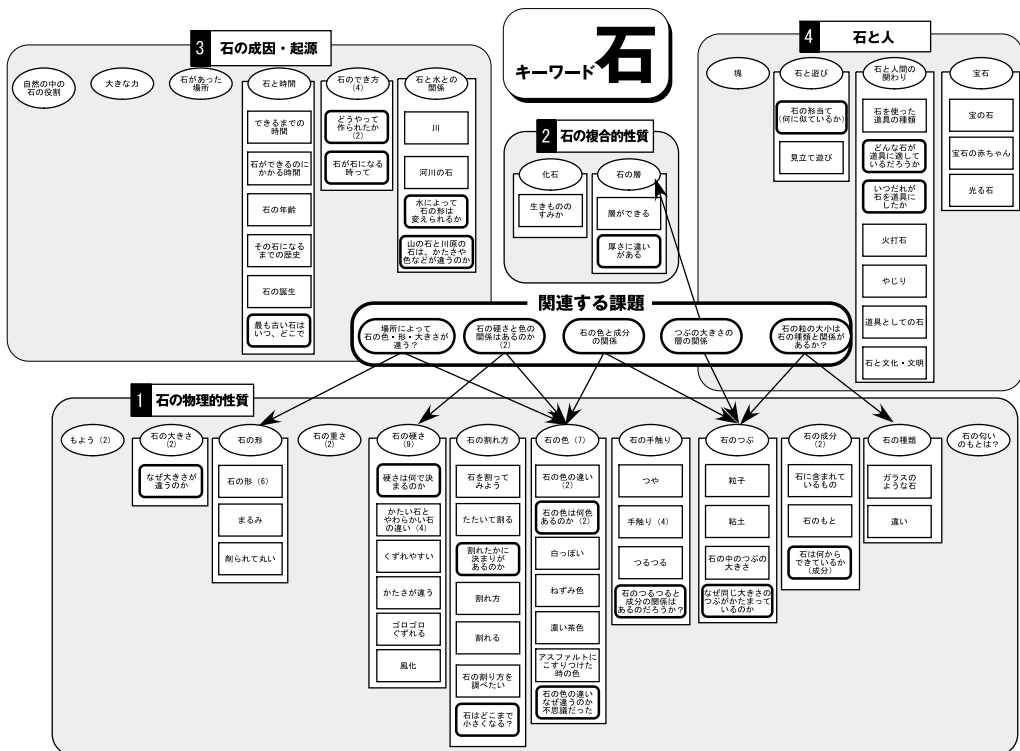 キーワード 石
3 石の成因・起源
自然の中の
石の役割
大きな力
石があった
場所
石と時間
できるまでの
時間
石ができるのに
かかる時間
石の年齢
その石になる
までの歴史
石の誕生
最も古い石は
いつ、どこで
石のでき方
(4)
どうやって
作られたか
(2)
石が石になる
時って
石と水との
関係
川
河川の石
水によって
石の形は
変えられるか
山の石と川原の
石は、かたさや
色などが違うのか
2 石の複合的性質
化石
生きものの
すみか
石の層
層ができる
厚さに違い
がある
4 石と人
塊
石と遊び
石の形当て
(何に似ているか)
見立て遊び
石と人間の
関わり
石を使った
道具の種類
どんな石が
道具に適して
いるだろうか
いつだれが
石を道具に
したか
火打石
やじり
道具としての石
石と文化・文明
宝石
宝の石
宝石の赤ちゃん
光る石
関連する課題
場所によって
石の色・形・大きさが
違う?
石の硬さと色の
関係はあるのか
(2)
石の色と成分
の関係
つぶの大きさの
層の関係
石の粒の大小は
石の種類と関係が
あるか?
1 石の物理的性質
もよう(2)
石の大きさ
(2)
なぜ大きさが
違うのか
石の形
石の形(6)
まるみ
削られて丸い
石の重さ
(2)
石の硬さ
(9)
硬さは何で決
まるのか
かたい石と
やわらかい石
の違い(4)
くずれやすい
かたさが違う
ゴロゴロ
ぐずれる
風化
石の割れ方
石を割って
みよう
たたいて割る
割れたかに
決まりが
あるのか
割れ方
割れる
石の割り方を
調べたい
石はどこまで
小さくなる?
石の色(7)
石の色の違い
(2)
石の色は何色
あるのか(2)
白っぽい
ねずみ色
濃い茶色
アスファルトに
こすりつけた
時の色
石の色の違い
なぜ違うのか
不思議だった
石の手触り
つや
手触り(4)
つるつる
石のつるつると
成分の関係は
あるのだろうか?
石のつぶ
粒子
粘土
石の中のつぶの
大きさ
なぜ同じ大きさの
つぶがかたまって
いるのか
石の成分
(2)
石に含まれて
いるもの
石のもと
石は何から
できているか
(成分)
石の種類
ガラスの
ような石
違い
石の匂い
のもとは?